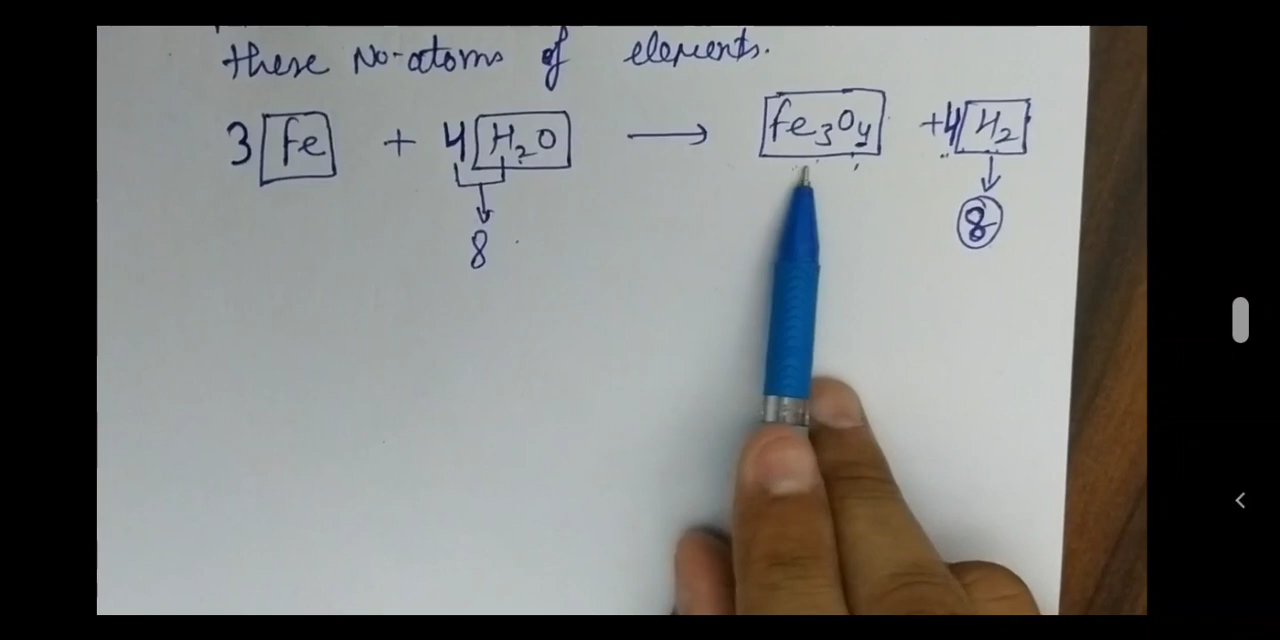 these No-atoms of elements.
3 Fe + 4 H₂O → Fe₃O₄ + 4 H₂
8 8